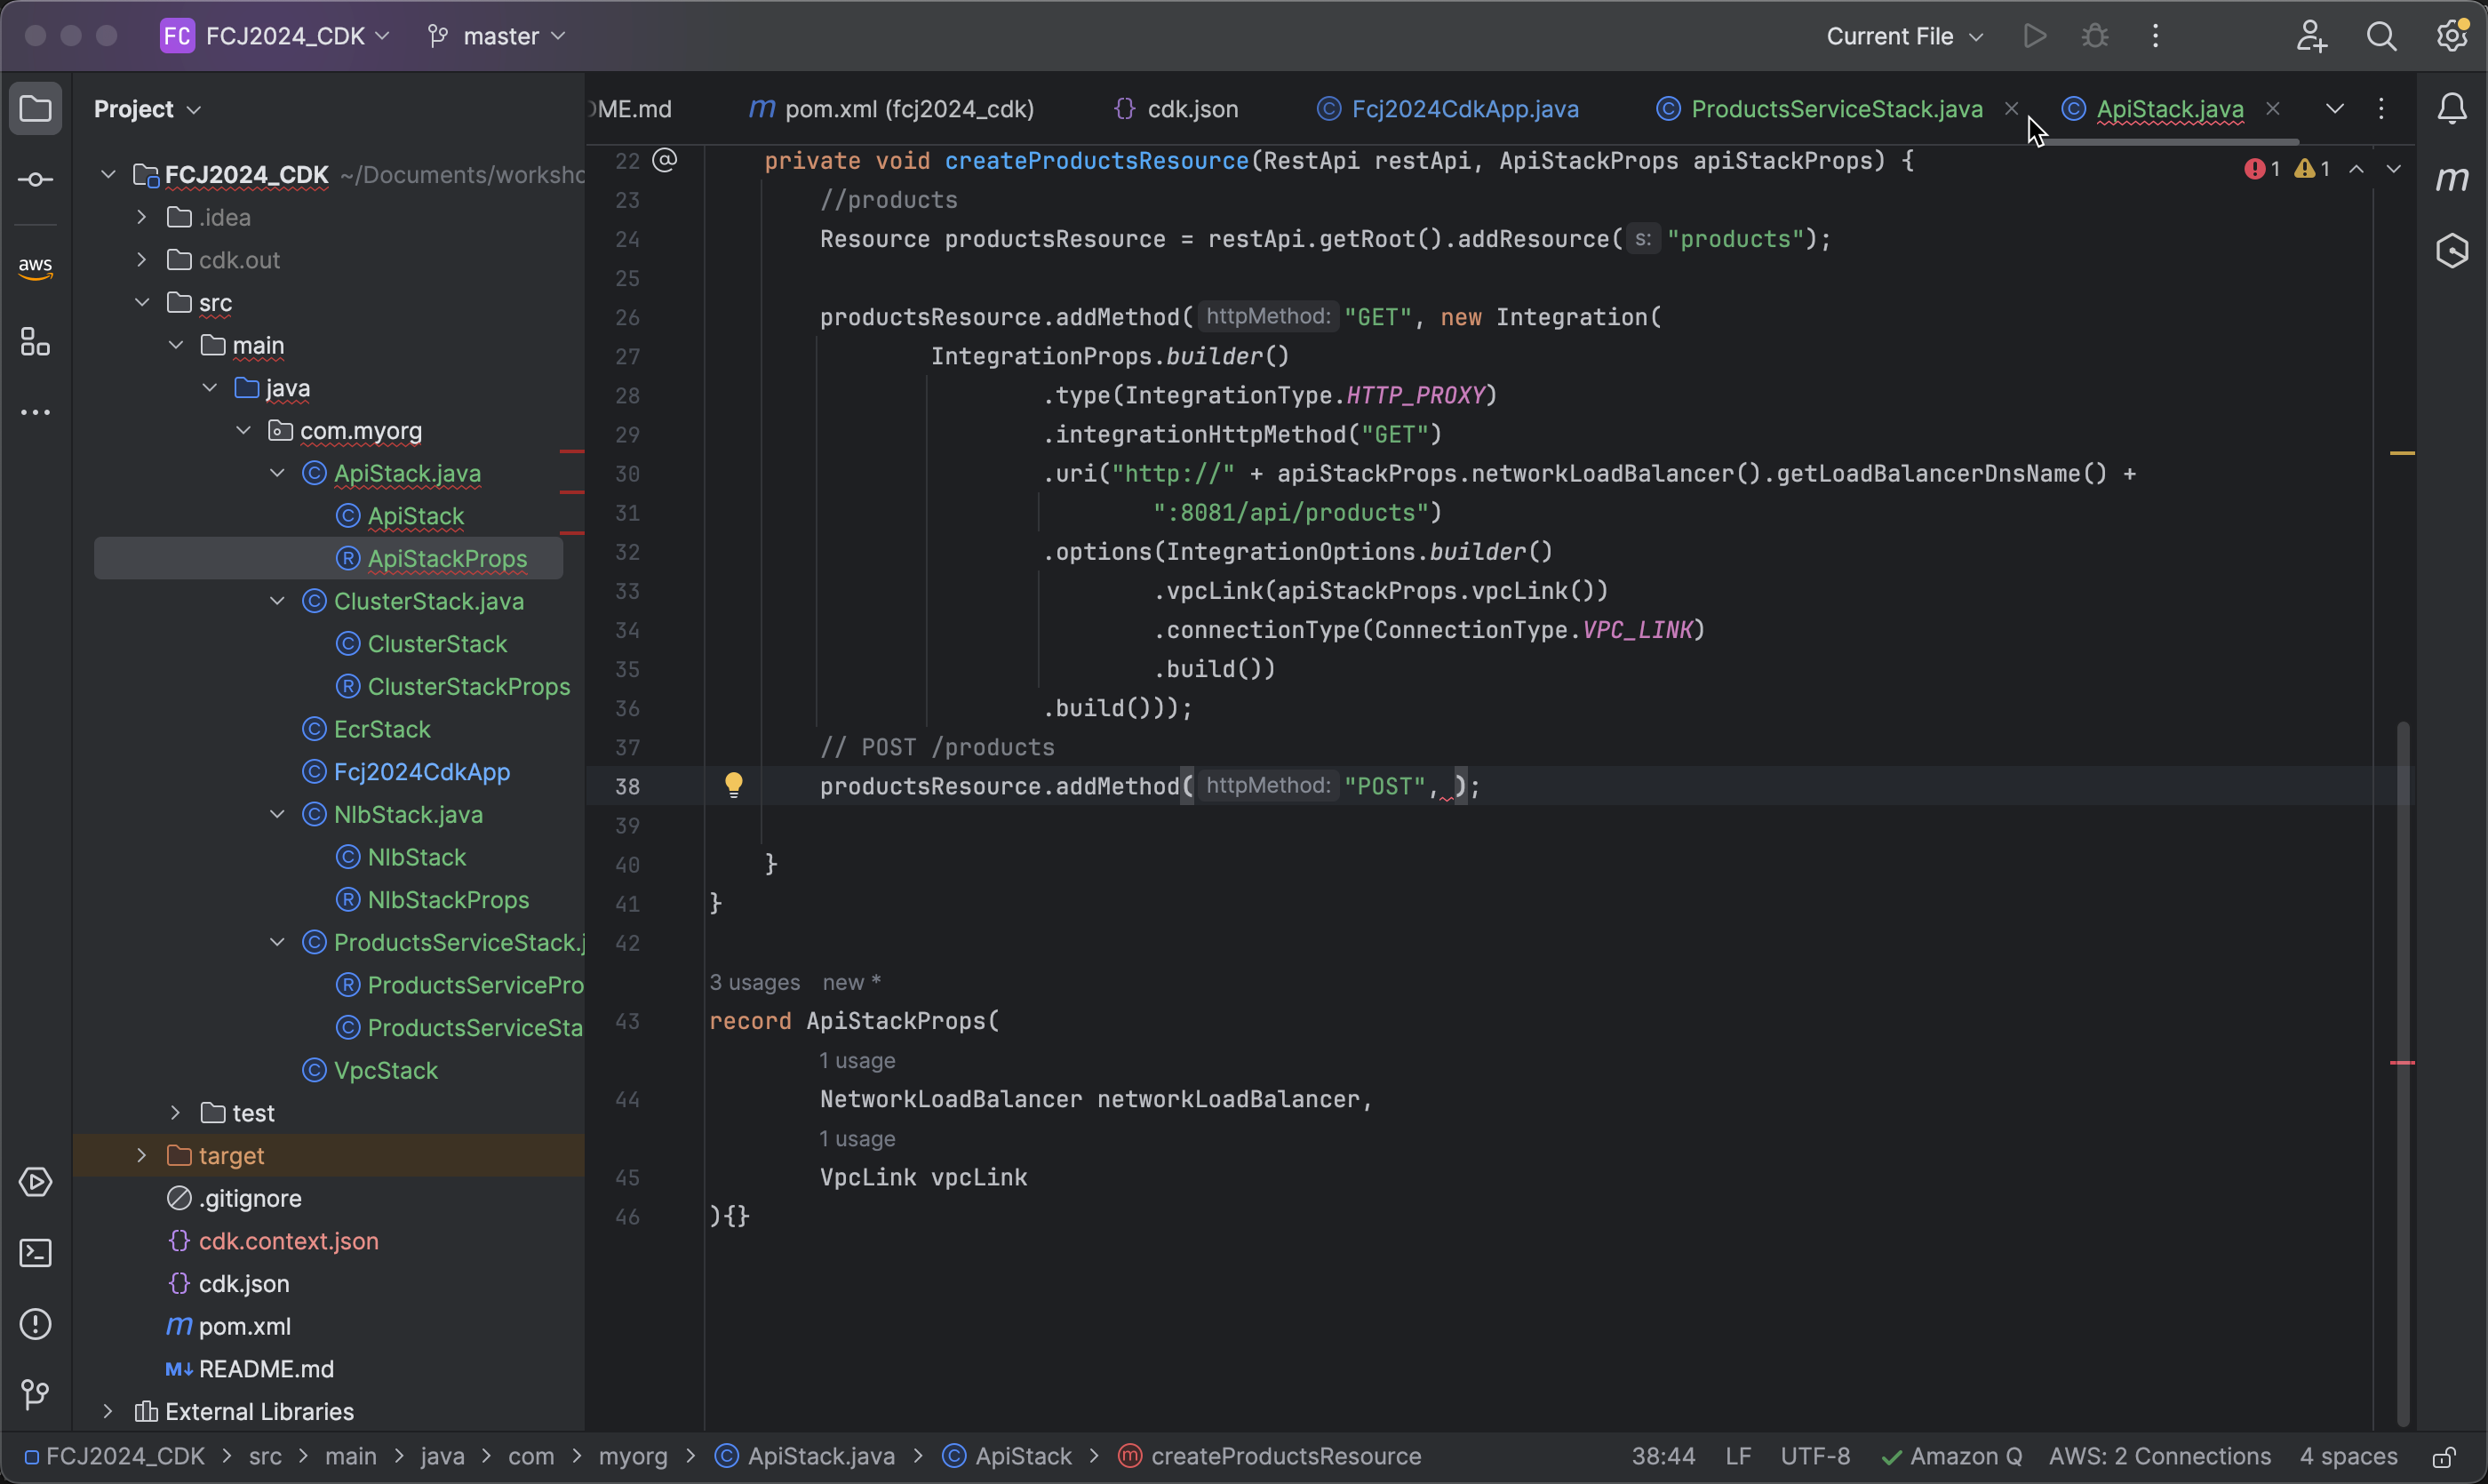 FC FCJ2024_CDK master Current File
Project
ME.md pom.xml (fcj2024_cdk) cdk.json Fcj2024CdkApp.java ProductsServiceStack.java ApiStack.java
FCJ2024_CDK ~/Documents/worksho
.idea
cdk.out
src
main
java
com.myorg
ApiStack.java
ApiStack
ApiStackProps
ClusterStack.java
ClusterStack
ClusterStackProps
EcrStack
Fcj2024CdkApp
NlbStack.java
NlbStack
NlbStackProps
ProductsServiceStack.j
ProductsServicePro
ProductsServiceSta
VpcStack
test
target
.gitignore
cdk.context.json
cdk.json
pom.xml
README.md
External Libraries
aws
1 1
22 private void createProductsResource(RestApi restApi, ApiStackProps apiStackProps) {
23 //products
24 Resource productsResource = restApi.getRoot().addResource( s: "products");
25
26 productsResource.addMethod( httpMethod: "GET", new Integration(
27 IntegrationProps.builder()
28 .type(IntegrationType.HTTP_PROXY)
29 .integrationHttpMethod("GET")
30 .uri("http://" + apiStackProps.networkLoadBalancer().getLoadBalancerDnsName() +
31 ":8081/api/products")
32 .options(IntegrationOptions.builder()
33 .vpcLink(apiStackProps.vpcLink())
34 .connectionType(ConnectionType.VPC_LINK)
35 .build())
36 .build()));
37 // POST /products
38 productsResource.addMethod( httpMethod: "POST", );
39
40 }
41 }
42
3 usages new *
43 record ApiStackProps(
1 usage
44 NetworkLoadBalancer networkLoadBalancer,
1 usage
45 VpcLink vpcLink
46 ){}
FCJ2024_CDK > src > main > java > com > myorg > ApiStack.java > ApiStack > createProductsResource 38:44 LF UTF-8 Amazon Q AWS: 2 Connections 4 spaces